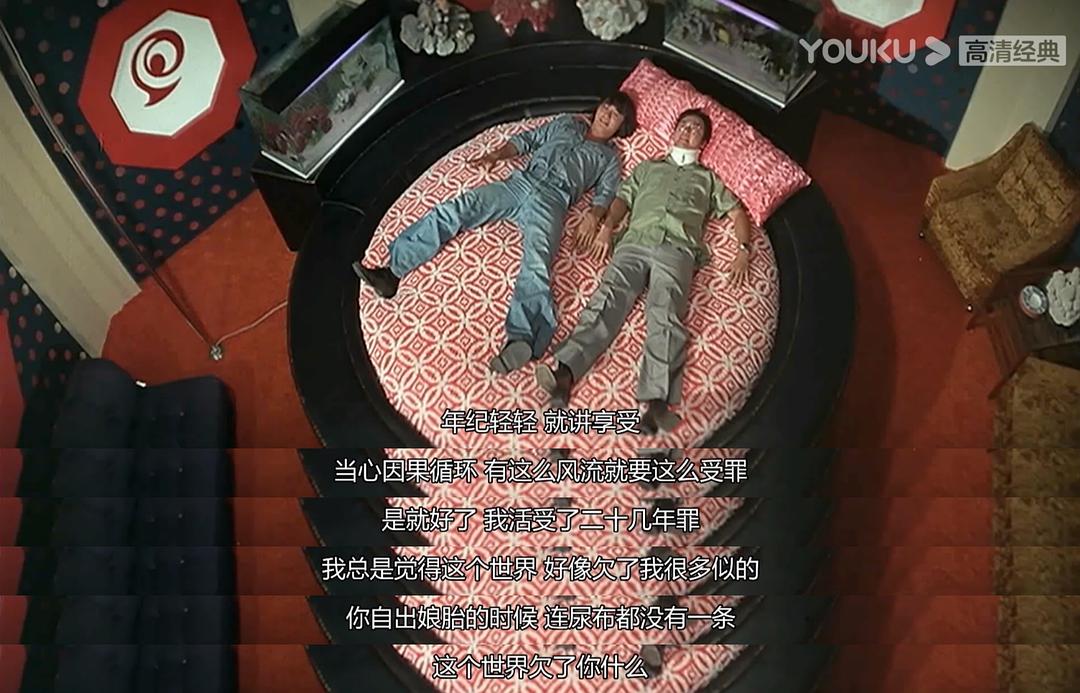 YOUKU 高清经典
年纪轻轻 就讲享受
当心因果循环 有这么风流就要这么受罪
是就好了 我活受了二十几年罪
我总是觉得这个世界 好像欠了我很多似的
你自出娘胎的时候 连尿布都没有一条
这个世界欠了你什么